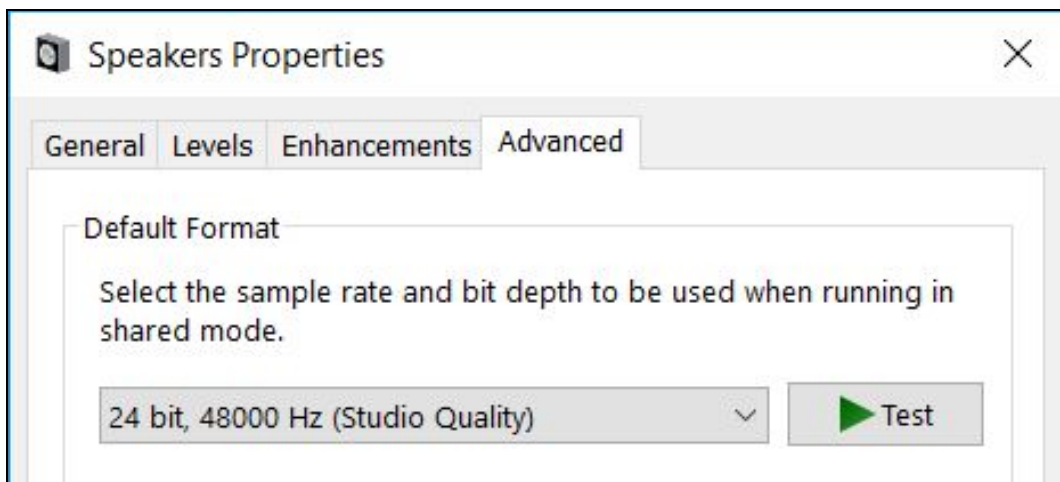 Speakers Properties
General Levels Enhancements Advanced
Default Format
Select the sample rate and bit depth to be used when running in
shared mode.
24 bit, 48000 Hz (Studio Quality) Test